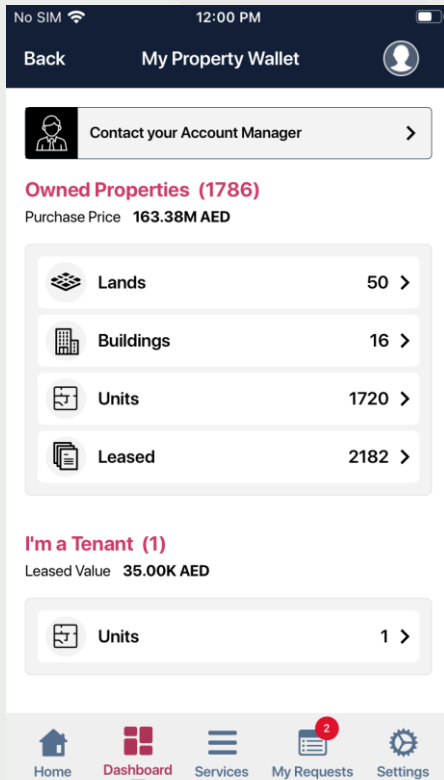 No SIM 12:00 PM
Back My Property Wallet
Contact your Account Manager
Owned Properties (1786)
Purchase Price 163.38M AED
Lands 50
Buildings 16
Units 1720
Leased 2182
I'm a Tenant (1)
Leased Value 35.00K AED
Units 1
2
Home Dashboard Services My Requests Settings